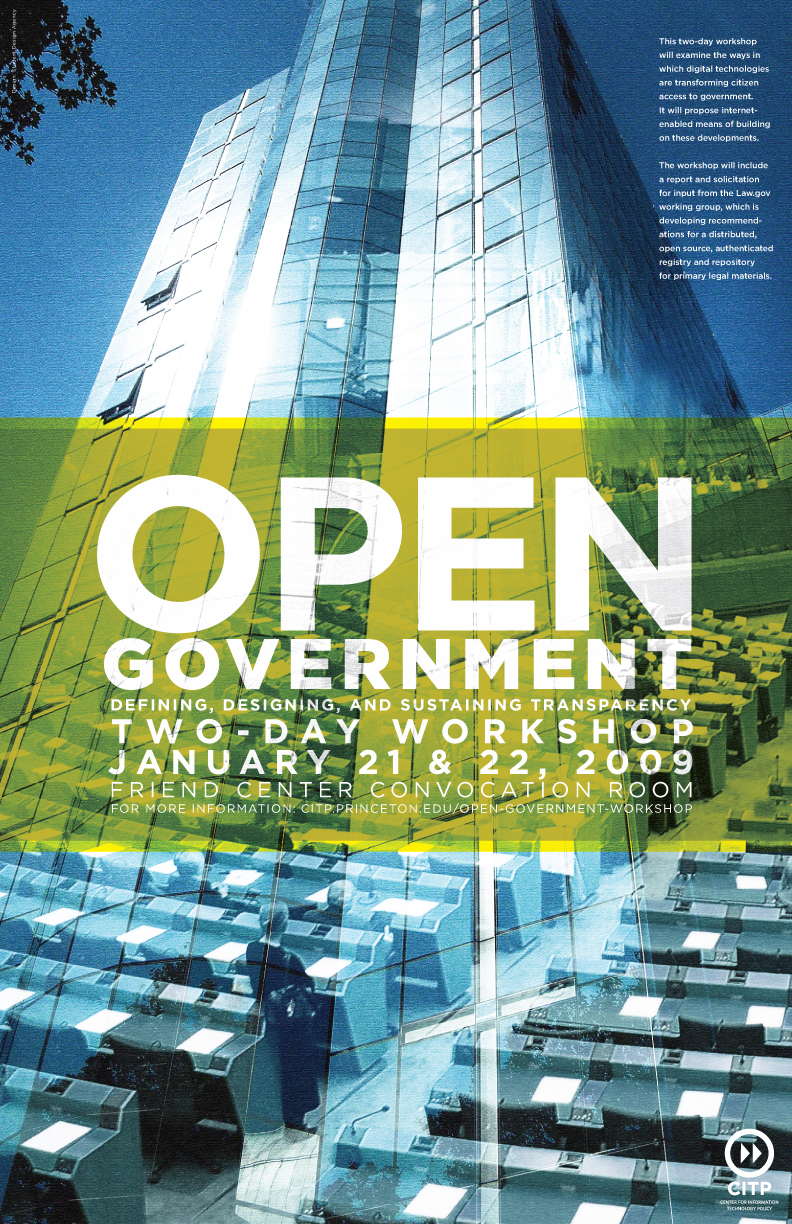 This two-day workshop
will examine the ways in
which digital technologies
are transforming citizen
access to government.
It will propose internet-
enabled means of building
on these developments.
The workshop will include
a report and solicitation
for input from the Law.gov
working group, which is
developing recommend-
ations for a distributed,
open source, authenticated
registry and repository
for primary legal materials.
OPEN
GOVERNMENT
DEFINING, DESIGNING, AND SUSTAINING TRANSPARENCY
TWO-DAY WORKSHOP
JANUARY 21 & 22, 2009
FRIEND CENTER CONVOCATION ROOM
FOR MORE INFORMATION: CITP.PRINCETON.EDU/OPEN-GOVERNMENT-WORKSHOP
CITP
CENTER FOR INFORMATION
TECHNOLOGY POLICY
Design Agency